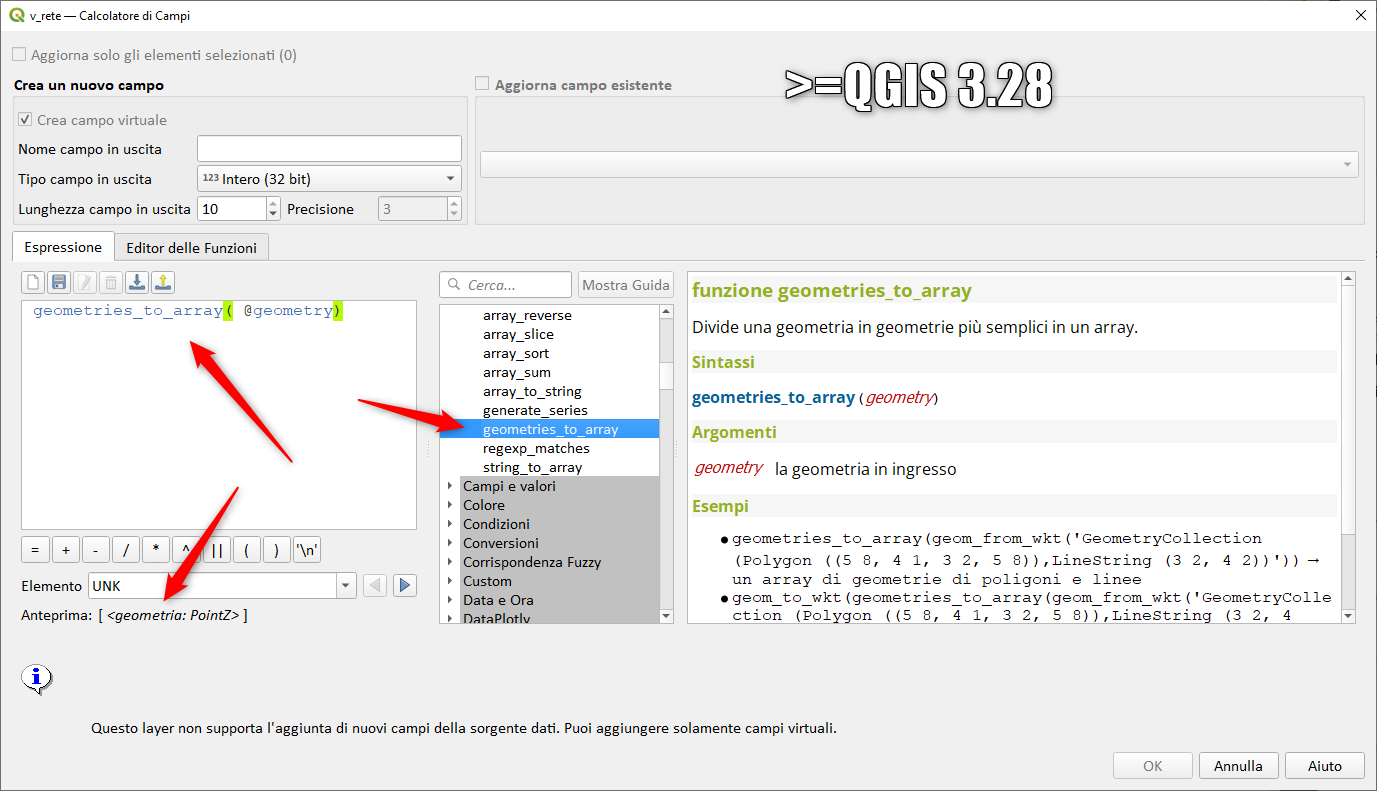 v_rete — Calcolatore di Campi
Aggiorna solo gli elementi selezionati (0)
>=QGIS 3.28
Crea un nuovo campo
Aggiorna campo esistente
Crea campo virtuale
Nome campo in uscita
Tipo campo in uscita
123 Intero (32 bit)
Lunghezza campo in uscita
10
Precisione
3
Espressione
Editor delle Funzioni
geometries_to_array( @geometry)
=
+
-
/
*
^
||
(
)
'\n'
Elemento
UNK
Anteprima: [ <geometria: PointZ> ]
Cerca...
Mostra Guida
array_reverse
array_slice
array_sort
array_sum
array_to_string
generate_series
geometries_to_array
regexp_matches
string_to_array
Campi e valori
Colore
Condizioni
Conversioni
Corrispondenza Fuzzy
Custom
Data e Ora
DataPlotly
funzione geometries_to_array
Divide una geometria in geometrie più semplici in un array.
Sintassi
geometries_to_array (geometry)
Argomenti
geometry la geometria in ingresso
Esempi
● geometries_to_array(geom_from_wkt('GeometryCollection
(Polygon ((5 8, 4 1, 3 2, 5 8)),LineString (3 2, 4 2))')) →
un array di geometrie di poligoni e linee
● geom_to_wkt(geometries_to_array(geom_from_wkt('GeometryColle
ction (Polygon ((5 8, 4 1, 3 2, 5 8)),LineString (3 2, 4
Questo layer non supporta l'aggiunta di nuovi campi della sorgente dati. Puoi aggiungere solamente campi virtuali.
OK
Annulla
Aiuto